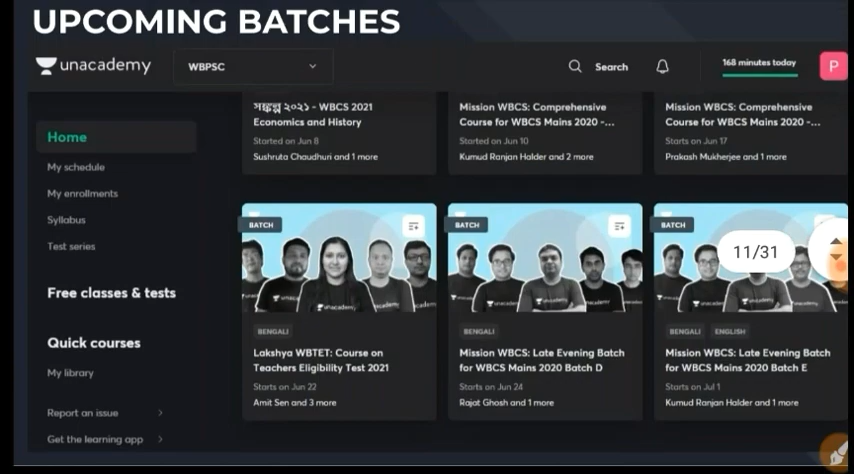 UPCOMING BATCHES
unacademy
WBPSC
Search
168 minutes today
P
Home
My schedule
My enrollments
Syllabus
Test series
Free classes & tests
Quick courses
My library
Report an issue
Get the learning app
সঙ্কল্প ২০২১ - WBCS 2021
Economics and History
Started on Jun 8
Sushruta Chaudhuri and 1 more
Mission WBCS: Comprehensive
Course for WBCS Mains 2020 -...
Started on Jun 10
Kumud Ranjan Halder and 2 more
Mission WBCS: Comprehensive
Course for WBCS Mains 2020 -...
Starts on Jun 17
Prakash Mukherjee and 1 more
BATCH
BENGALI
Lakshya WBTET: Course on
Teachers Eligibility Test 2021
Starts on Jun 22
Amit Sen and 3 more
BATCH
unacademy
BENGALI
Mission WBCS: Late Evening Batch
for WBCS Mains 2020 Batch D
Starts on Jun 24
Rajat Ghosh and 1 more
BATCH
11/31
BENGALI ENGLISH
Mission WBCS: Late Evening Batch
for WBCS Mains 2020 Batch E
Starts on Jul 1
Kumud Ranjan Halder and 1 more